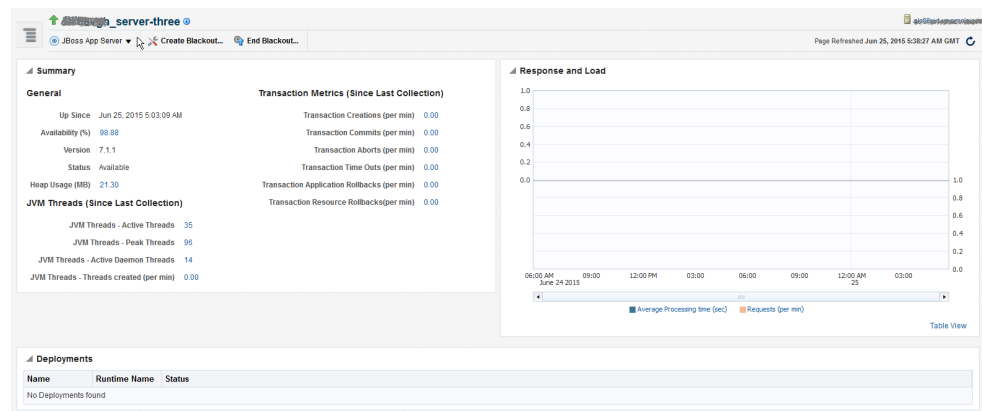 _server-three
JBoss App Server Create Blackout... End Blackout...
Page Refreshed Jun 25, 2015 5:38:27 AM GMT
Summary
General
Up Since Jun 25, 2015 5:03:09 AM
Availability (%) 98.88
Version 7.1.1
Status Available
Heap Usage (MB) 21.30
JVM Threads (Since Last Collection)
JVM Threads - Active Threads 35
JVM Threads - Peak Threads 96
JVM Threads - Active Daemon Threads 14
JVM Threads - Threads created (per min) 0.00
Transaction Metrics (Since Last Collection)
Transaction Creations (per min) 0.00
Transaction Commits (per min) 0.00
Transaction Aborts (per min) 0.00
Transaction Time Outs (per min) 0.00
Transaction Application Rollbacks (per min) 0.00
Transaction Resource Rollbacks(per min) 0.00
Response and Load
1.0
0.8
0.6
0.4
0.2
0.0
1.0
0.8
0.6
0.4
0.2
0.0
06:00 AM 09:00 12:00 PM 03:00 06:00 09:00 12:00 AM 03:00
June 24 2015 25
Average Processing time (sec) Requests (per min)
Table View
Deployments
Name Runtime Name Status
No Deployments found